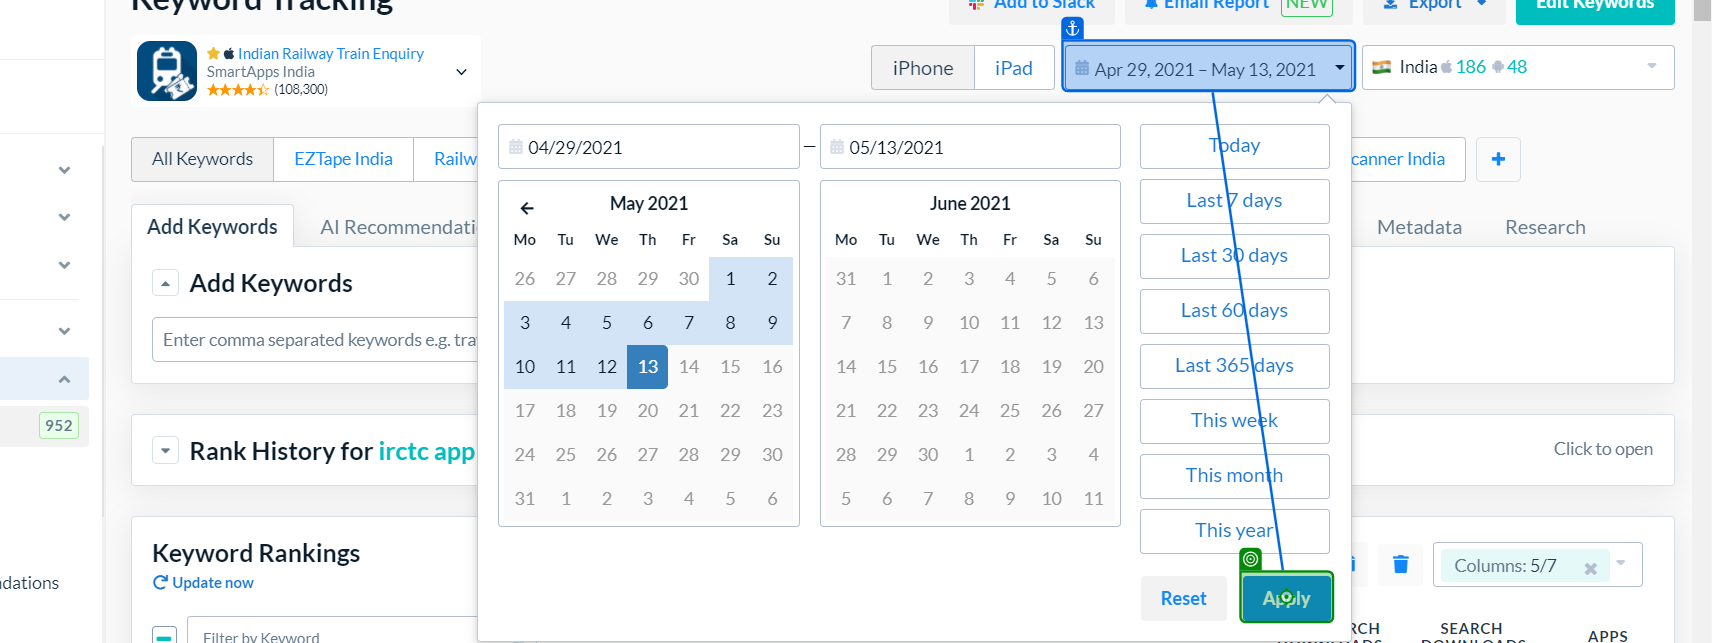 Keyword Tracking
Add to Slack
Email Report NEW
Export
Edit Keywords
Indian Railway Train Enquiry
SmartApps India
(108,300)
iPhone
iPad
Apr 29, 2021 – May 13, 2021
India 186 48
All Keywords
EZTape India
Railw
canner India
+
04/29/2021
–
05/13/2021
Today
Last 7 days
Last 30 days
Last 60 days
Last 365 days
This week
This month
This year
Reset
Apply
May 2021
Mo Tu We Th Fr Sa Su
26 27 28 29 30 1 2
3 4 5 6 7 8 9
10 11 12 13 14 15 16
17 18 19 20 21 22 23
24 25 26 27 28 29 30
31 1 2 3 4 5 6
June 2021
Mo Tu We Th Fr Sa Su
31 1 2 3 4 5 6
7 8 9 10 11 12 13
14 15 16 17 18 19 20
21 22 23 24 25 26 27
28 29 30 1 2 3 4
5 6 7 8 9 10 11
Add Keywords
AI Recommendati
Metadata
Research
Add Keywords
Enter comma separated keywords e.g. tra
952
Rank History for irctc app
Click to open
Keyword Rankings
Update now
Columns: 5/7
dations
Filter by Keyword
RCH
SEARCH
DOWNLOADS
APPS